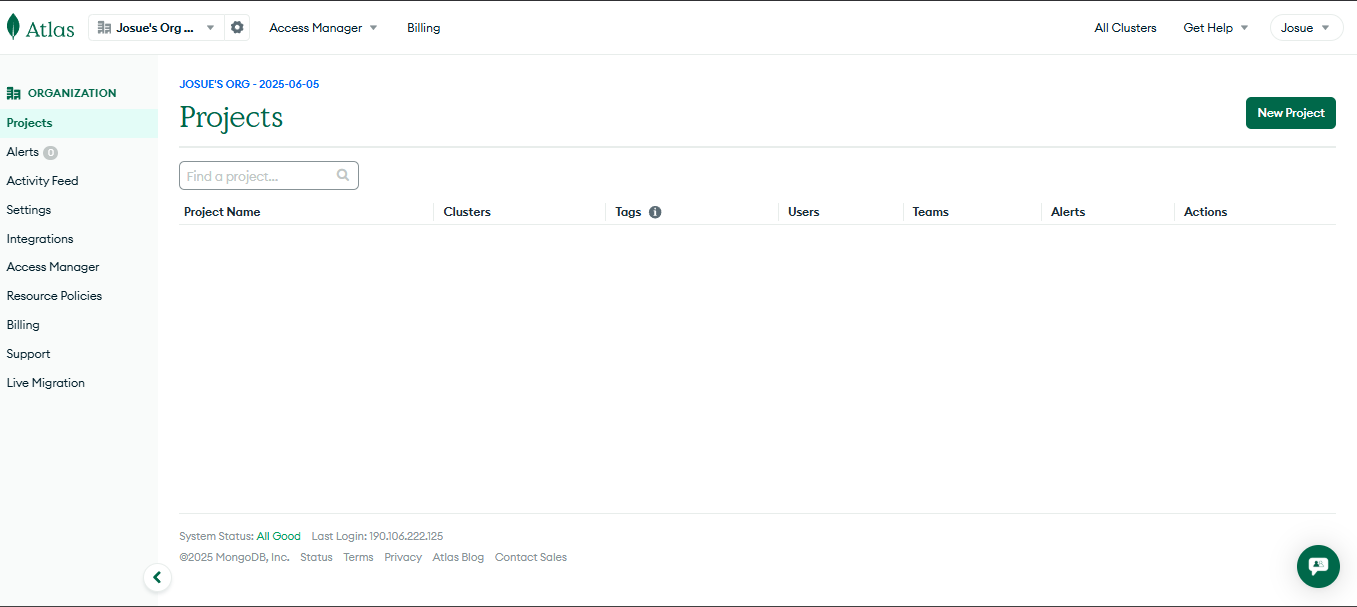 Atlas
Josue's Org ...
Access Manager
Billing
All Clusters
Get Help
Josue
ORGANIZATION
Projects
Alerts 0
Activity Feed
Settings
Integrations
Access Manager
Resource Policies
Billing
Support
Live Migration
JOSUE'S ORG - 2025-06-05
Projects
New Project
Find a project...
Project Name Clusters Tags Users Teams Alerts Actions
System Status: All Good Last Login: 190.106.222.125
©2025 MongoDB, Inc. Status Terms Privacy Atlas Blog Contact Sales